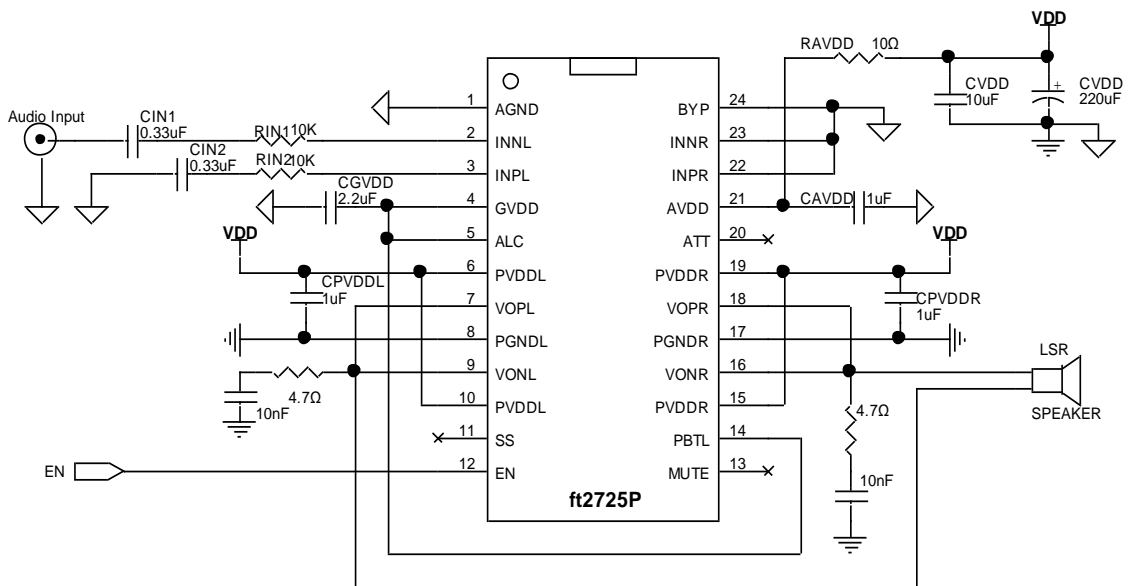 VDD
RAVDD 10Ω
CVDD
10uF
+
CVDD
220uF
Audio Input
CIN1
0.33uF
RIN1 10K
CIN2
0.33uF
RIN2 10K
CGVDD
2.2uF
VDD
CPVDDL
1uF
4.7Ω
10nF
EN
1 AGND
2 INNL
3 INPL
4 GVDD
5 ALC
6 PVDDL
7 VOPL
8 PGNDL
9 VONL
10 PVDDL
11 SS
12 EN
BYP 24
INNR 23
INPR 22
AVDD 21
ATT 20
PVDDR 19
VOPR 18
PGNDR 17
VONR 16
PVDDR 15
PBTL 14
MUTE 13
ft2725P
CAVDD 1uF
VDD
CPVDDR
1uF
LSR
SPEAKER
4.7Ω
10nF